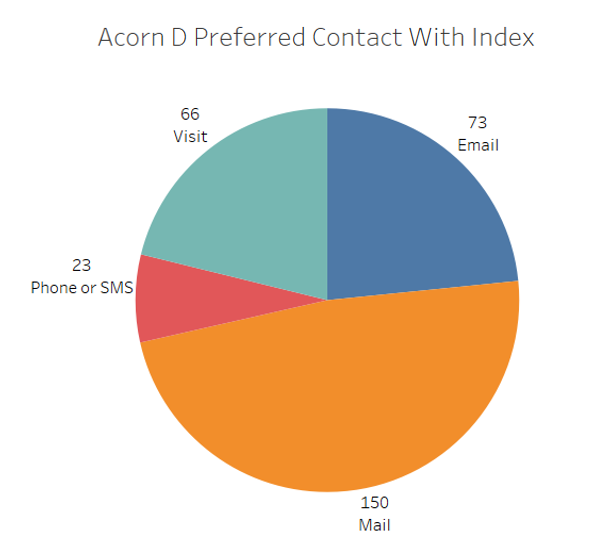 Acorn D Preferred Contact With Index
66
Visit
73
Email
23
Phone or SMS
150
Mail